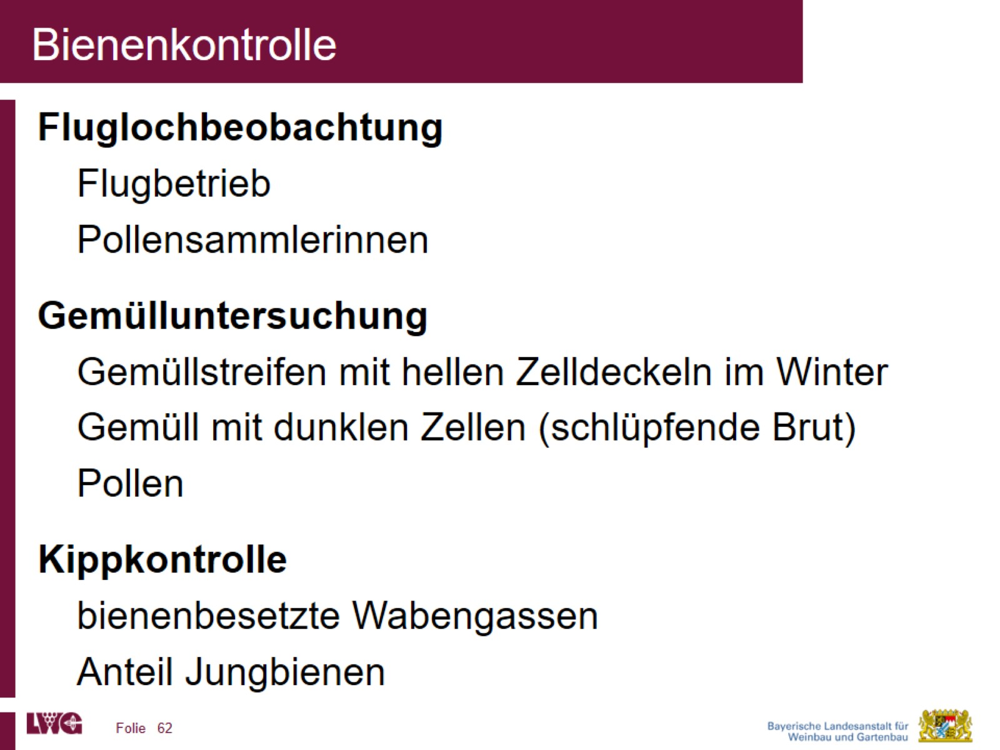 Bienenkontrolle
Fluglochbeobachtung
Flugbetrieb
Pollensammlerinnen
Gemülluntersuchung
Gemüllstreifen mit hellen Zelldeckeln im Winter
Gemüll mit dunklen Zellen (schlüpfende Brut)
Pollen
Kippkontrolle
bienenbesetzte Wabengassen
Anteil Jungbienen
LWG
Folie 62
Bayerische Landesanstalt für
Weinbau und Gartenbau